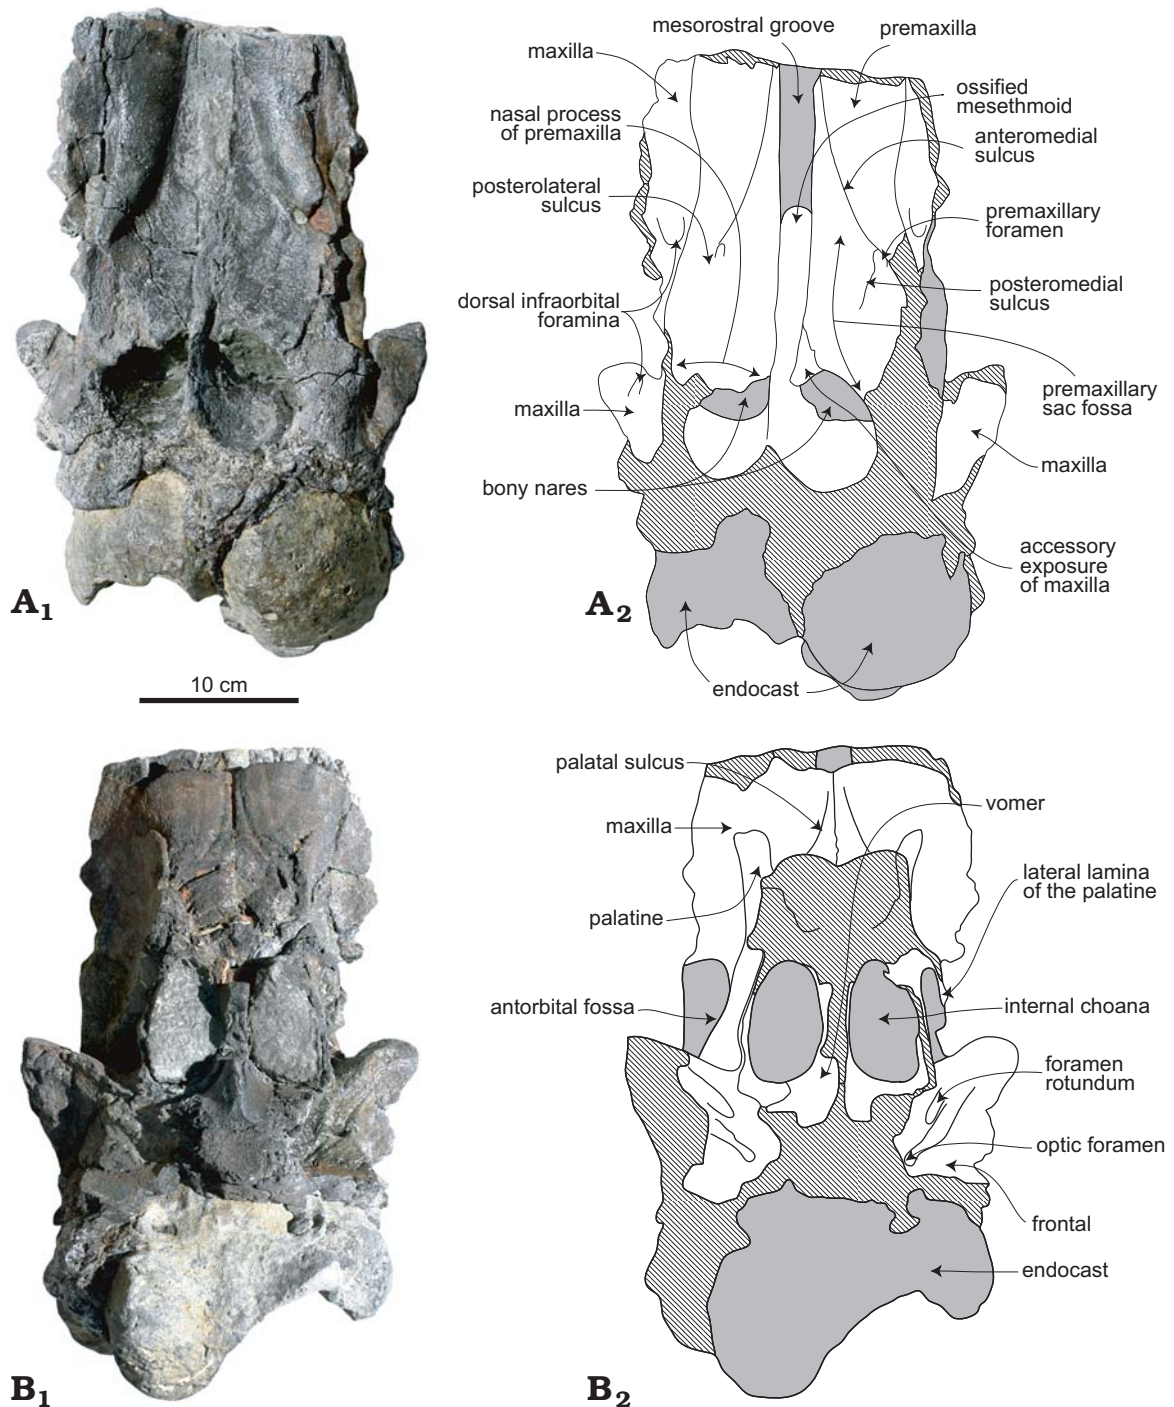 mesorostral groove
premaxilla
maxilla
ossified
mesethmoid
nasal process
of premaxilla
anteromedial
sulcus
posterolateral
sulcus
premaxillary
foramen
posteromedial
sulcus
dorsal infraorbital
foramina
premaxillary
sac fossa
maxilla
maxilla
bony nares
accessory
exposure
of maxilla
A1
A2
endocast
10 cm
palatal sulcus
vomer
maxilla
lateral lamina
of the palatine
palatine
antorbital fossa
internal choana
foramen
rotundum
optic foramen
frontal
endocast
B1
B2